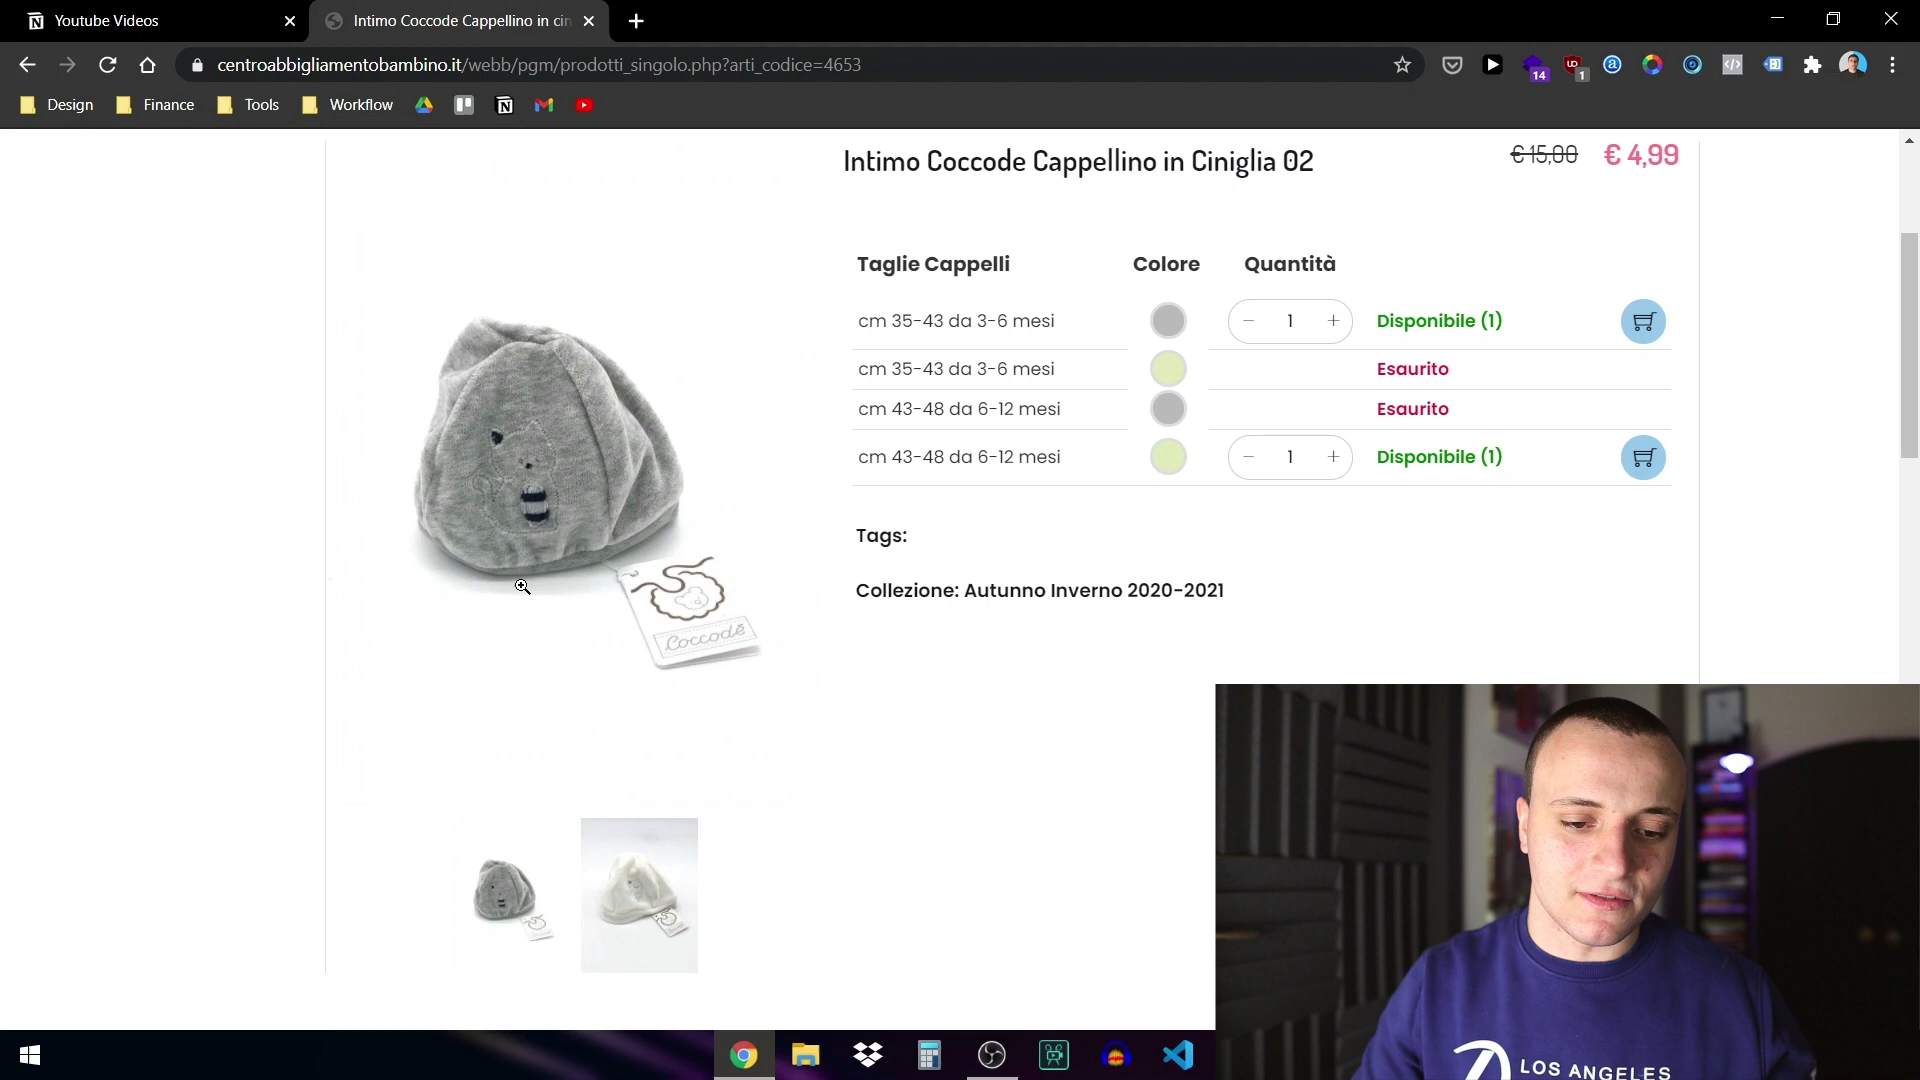 Youtube Videos
Intimo Coccode Cappellino in cin
centroabbigliamentobambino.it/webb/pgm/prodotti_singolo.php?arti_codice=4653
14
1
Design
Finance
Tools
Workflow
Intimo Coccode Cappellino in Ciniglia 02
€ 15,00 € 4,99
Taglie Cappelli Colore Quantità
cm 35-43 da 3-6 mesi − 1 + Disponibile (1)
cm 35-43 da 3-6 mesi Esaurito
cm 43-48 da 6-12 mesi Esaurito
cm 43-48 da 6-12 mesi − 1 + Disponibile (1)
Tags:
Collezione: Autunno Inverno 2020-2021
Coccodè
LOS ANGELES